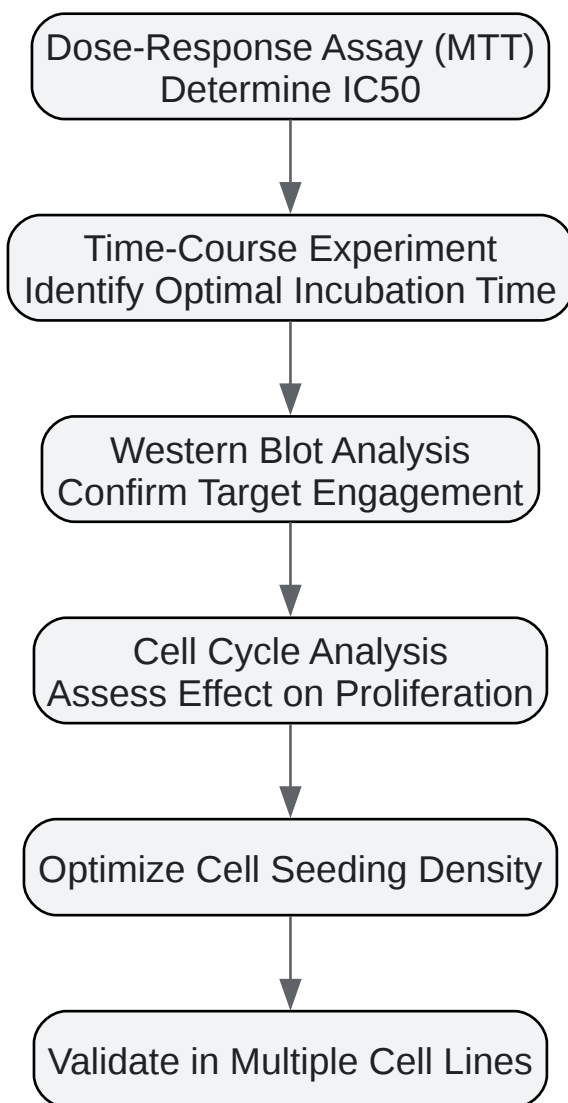 Dose-Response Assay (MTT)
Determine IC50
Time-Course Experiment
Identify Optimal Incubation Time
Western Blot Analysis
Confirm Target Engagement
Cell Cycle Analysis
Assess Effect on Proliferation
Optimize Cell Seeding Density
Validate in Multiple Cell Lines